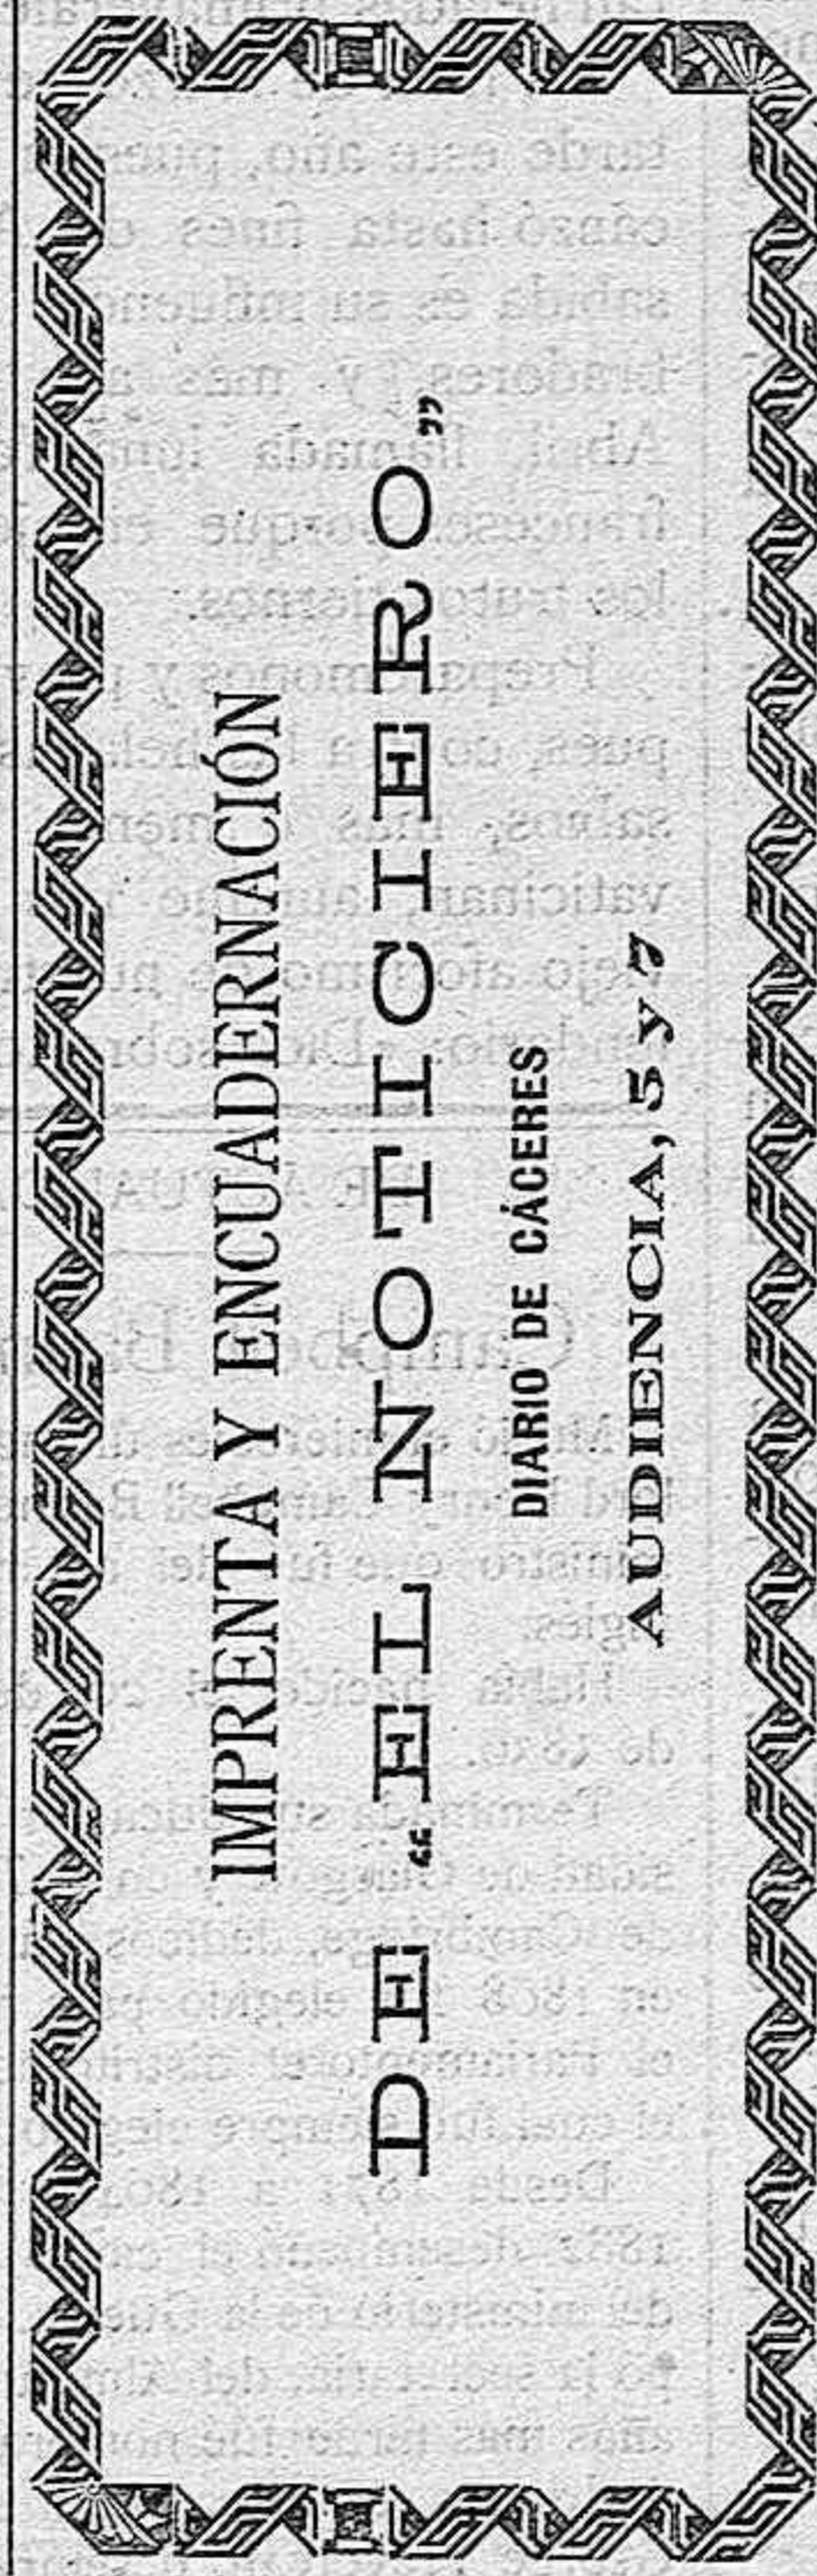 IMPRENTA Y ENCUADERNACIÓN
DE “EL NOTICIERO”
DIARIO DE CÁCERES
AUDIENCIA, 5 y 7